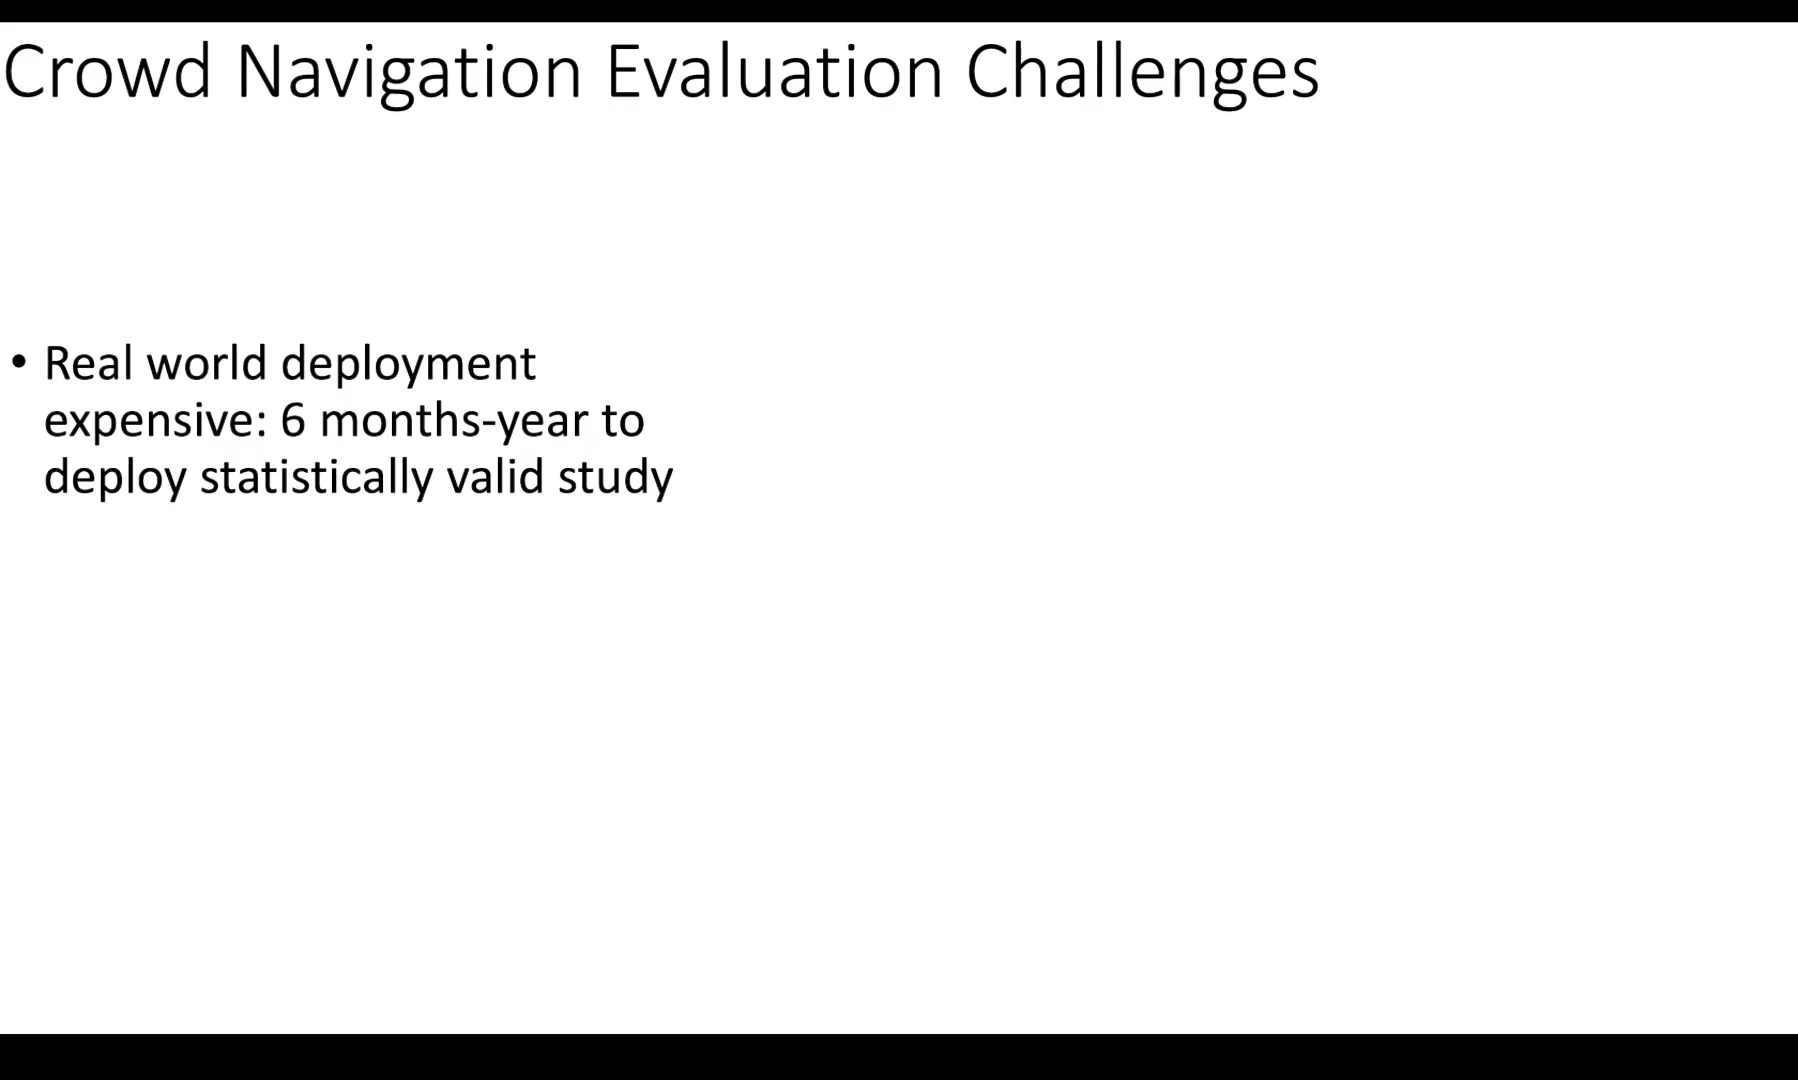 Crowd Navigation Evaluation Challenges
• Real world deployment
expensive: 6 months-year to
deploy statistically valid study